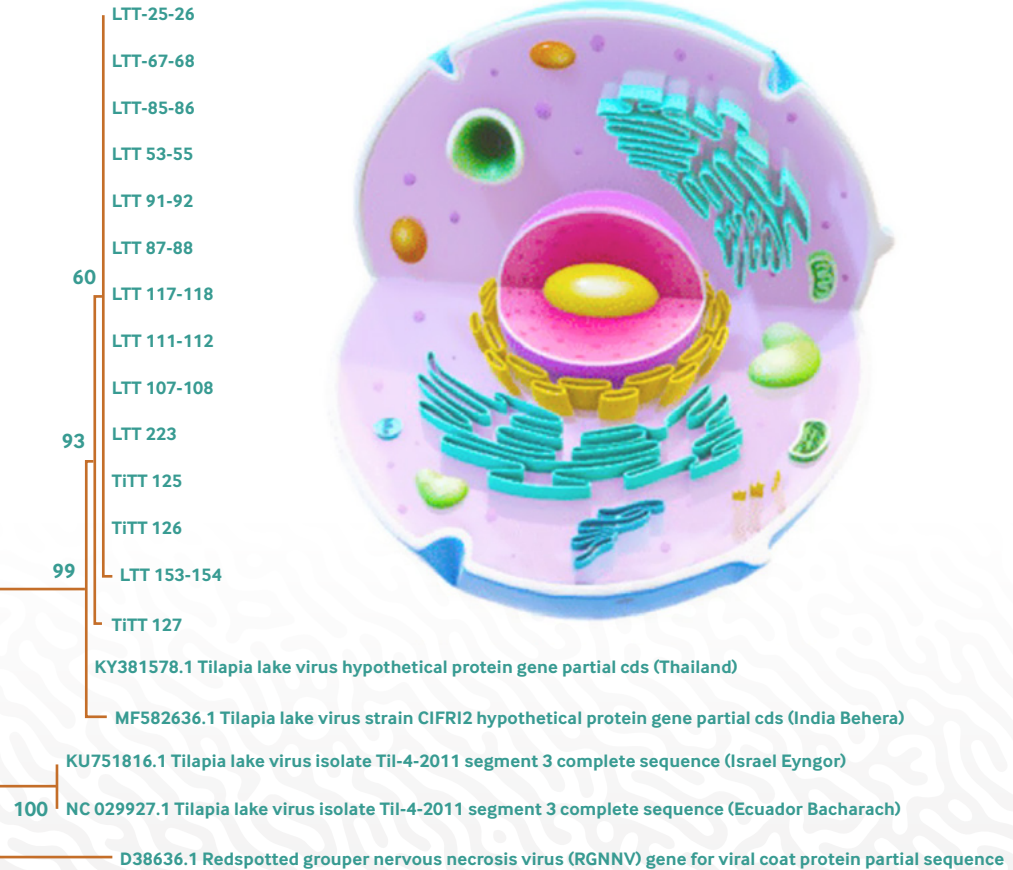 LTT-25-26
LTT-67-68
LTT-85-86
LTT 53-55
LTT 91-92
LTT 87-88
60
LTT 117-118
LTT 111-112
LTT 107-108
93
LTT 223
TiTT 125
TiTT 126
99
LTT 153-154
TiTT 127
KY381578.1 Tilapia lake virus hypothetical protein gene partial cds (Thailand)
MF582636.1 Tilapia lake virus strain CIFRI2 hypothetical protein gene partial cds (India Behera)
KU751816.1 Tilapia lake virus isolate Til-4-2011 segment 3 complete sequence (Israel Eyngor)
100
NC 029927.1 Tilapia lake virus isolate Til-4-2011 segment 3 complete sequence (Ecuador Bacharach)
D38636.1 Redspotted grouper nervous necrosis virus (RGNNV) gene for viral coat protein partial sequence